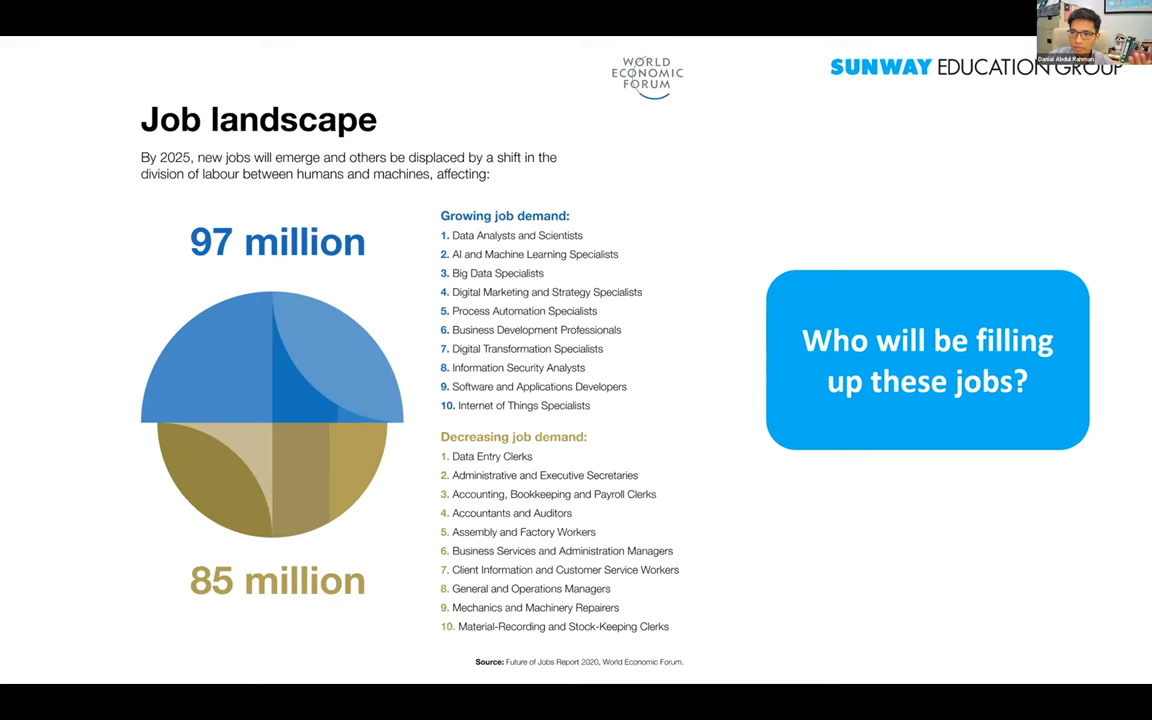 Danial Abdul Rahman
WORLD
ECONOMIC
FORUM
SUNWAY EDUCATION GROUP
Job landscape
By 2025, new jobs will emerge and others be displaced by a shift in the
division of labour between humans and machines, affecting:
97 million
85 million
Growing job demand:
1. Data Analysts and Scientists
2. AI and Machine Learning Specialists
3. Big Data Specialists
4. Digital Marketing and Strategy Specialists
5. Process Automation Specialists
6. Business Development Professionals
7. Digital Transformation Specialists
8. Information Security Analysts
9. Software and Applications Developers
10. Internet of Things Specialists
Decreasing job demand:
1. Data Entry Clerks
2. Administrative and Executive Secretaries
3. Accounting, Bookkeeping and Payroll Clerks
4. Accountants and Auditors
5. Assembly and Factory Workers
6. Business Services and Administration Managers
7. Client Information and Customer Service Workers
8. General and Operations Managers
9. Mechanics and Machinery Repairers
10. Material-Recording and Stock-Keeping Clerks
Source: Future of Jobs Report 2020, World Economic Forum.
Who will be filling
up these jobs?